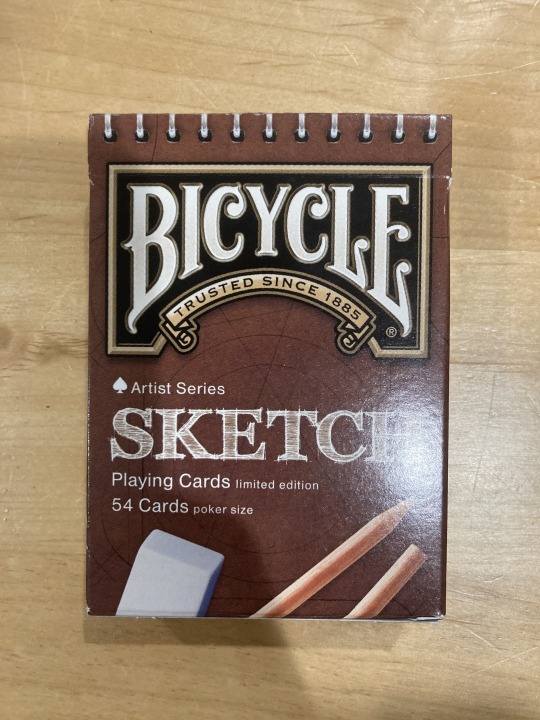 BICYCLE
TRUSTED SINCE 1885
®
Artist Series
SKETCH
Playing Cards limited edition
54 Cards poker size